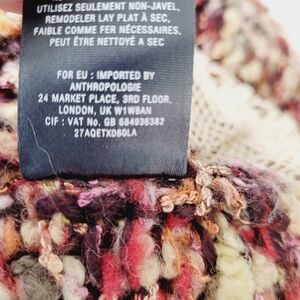 UTILISEZ SEULEMENT NON-JAVEL,
REMODELER LAY PLAT À SEC,
FAIBLE COMME FER NÉCESSAIRES.
PEUT ÊTRE NETTOYÉ A SEC
FOR EU : IMPORTED BY
ANTHROPOLOGIE
24 MARKET PLACE, 3RD FLOOR,
LONDON, UK W1W8AN
CIF : VAT No. GB 684936382
27AQETX060LA